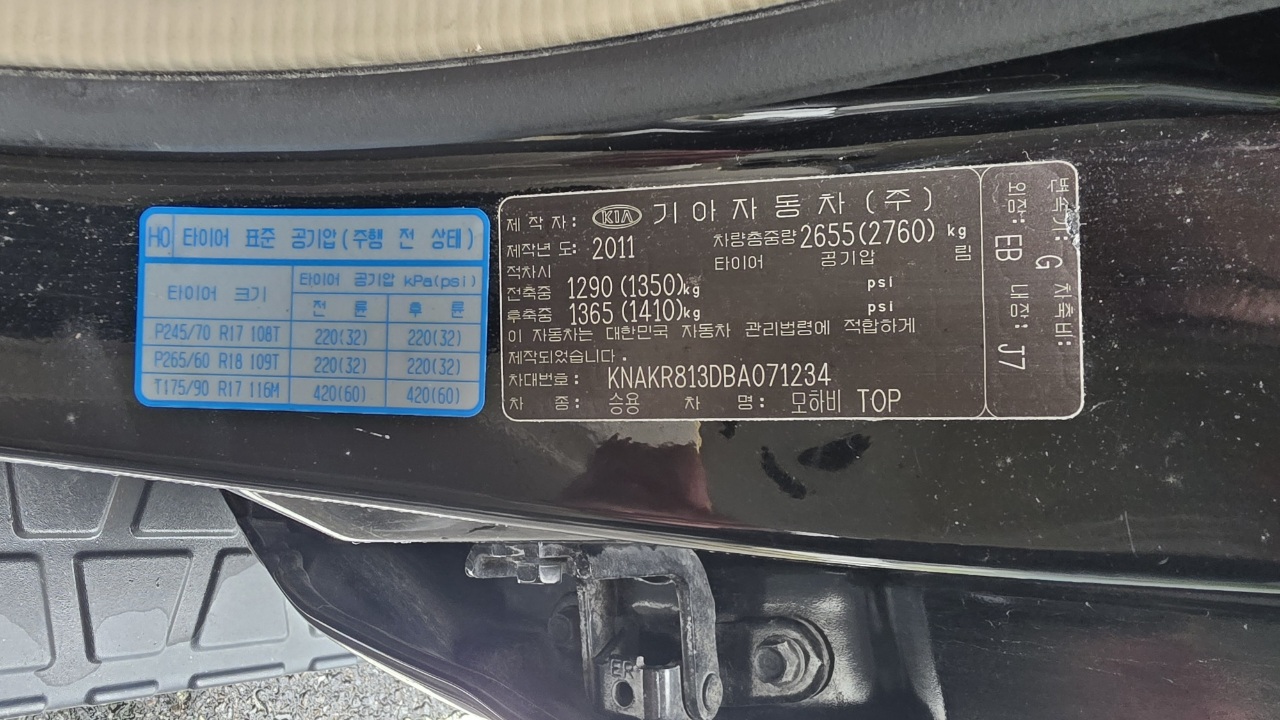 H0 타이어 표준 공기압(주행 전 상태)
타이어 크기 타이어 공기압 kPa(psi)
전 륜 후 륜
P245/70 R17 108T 220(32) 220(32)
P265/60 R18 109T 220(32) 220(32)
T175/90 R17 116M 420(60) 420(60)
제작자: KIA 기아자동차(주)
제작년도: 2011 차량총중량 2655(2760) kg
적차시 타이어 공기압 림
전축중 1290(1350)kg psi
후축중 1365(1410)kg psi
이 자동차는 대한민국 자동차 관리법령에 적합하게
제작되었습니다.
차대번호: KNAKR813DBA071234
차 종: 승용 차 명: 모하비 TOP
변속기: G 차축비:
외장: EB 내장: J7